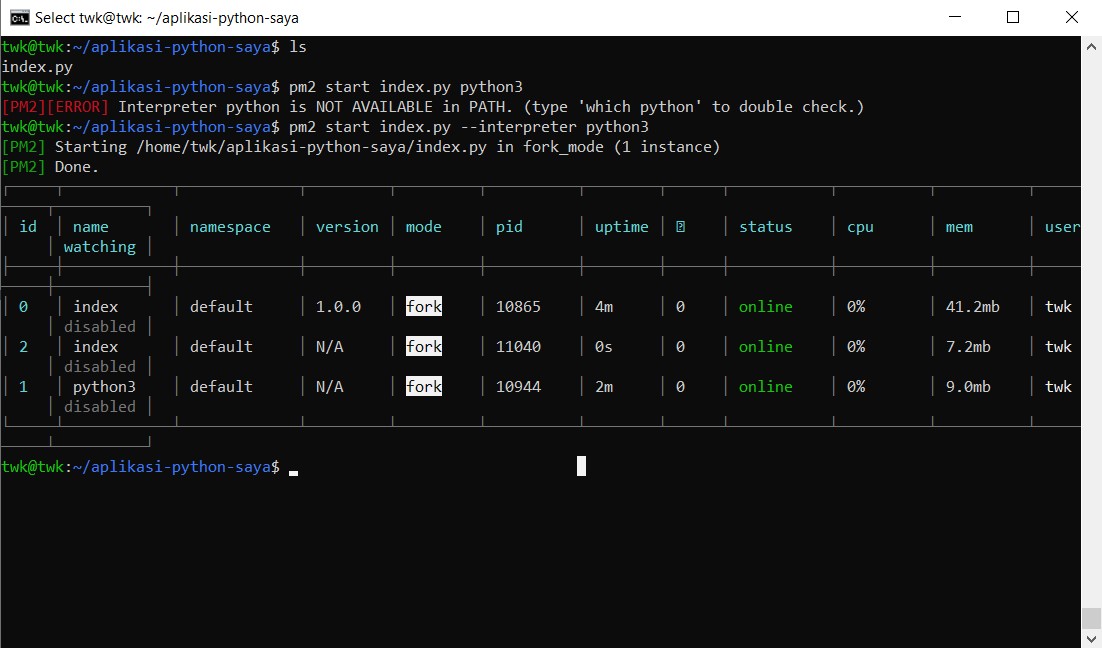 Select twk@twk: ~/aplikasi-python-saya
twk@twk:~/aplikasi-python-saya$ ls
index.py
twk@twk:~/aplikasi-python-saya$ pm2 start index.py python3
[PM2][ERROR] Interpreter python is NOT AVAILABLE in PATH. (type 'which python' to double check.)
twk@twk:~/aplikasi-python-saya$ pm2 start index.py --interpreter python3
[PM2] Starting /home/twk/aplikasi-python-saya/index.py in fork_mode (1 instance)
[PM2] Done.
│ id │ name │ namespace │ version │ mode │ pid │ uptime │ │ status │ cpu │ mem │ user
│ watching │
│ 0 │ index │ default │ 1.0.0 │ fork │ 10865 │ 4m │ 0 │ online │ 0% │ 41.2mb │ twk
│ disabled │
│ 2 │ index │ default │ N/A │ fork │ 11040 │ 0s │ 0 │ online │ 0% │ 7.2mb │ twk
│ disabled │
│ 1 │ python3 │ default │ N/A │ fork │ 10944 │ 2m │ 0 │ online │ 0% │ 9.0mb │ twk
│ disabled │
twk@twk:~/aplikasi-python-saya$